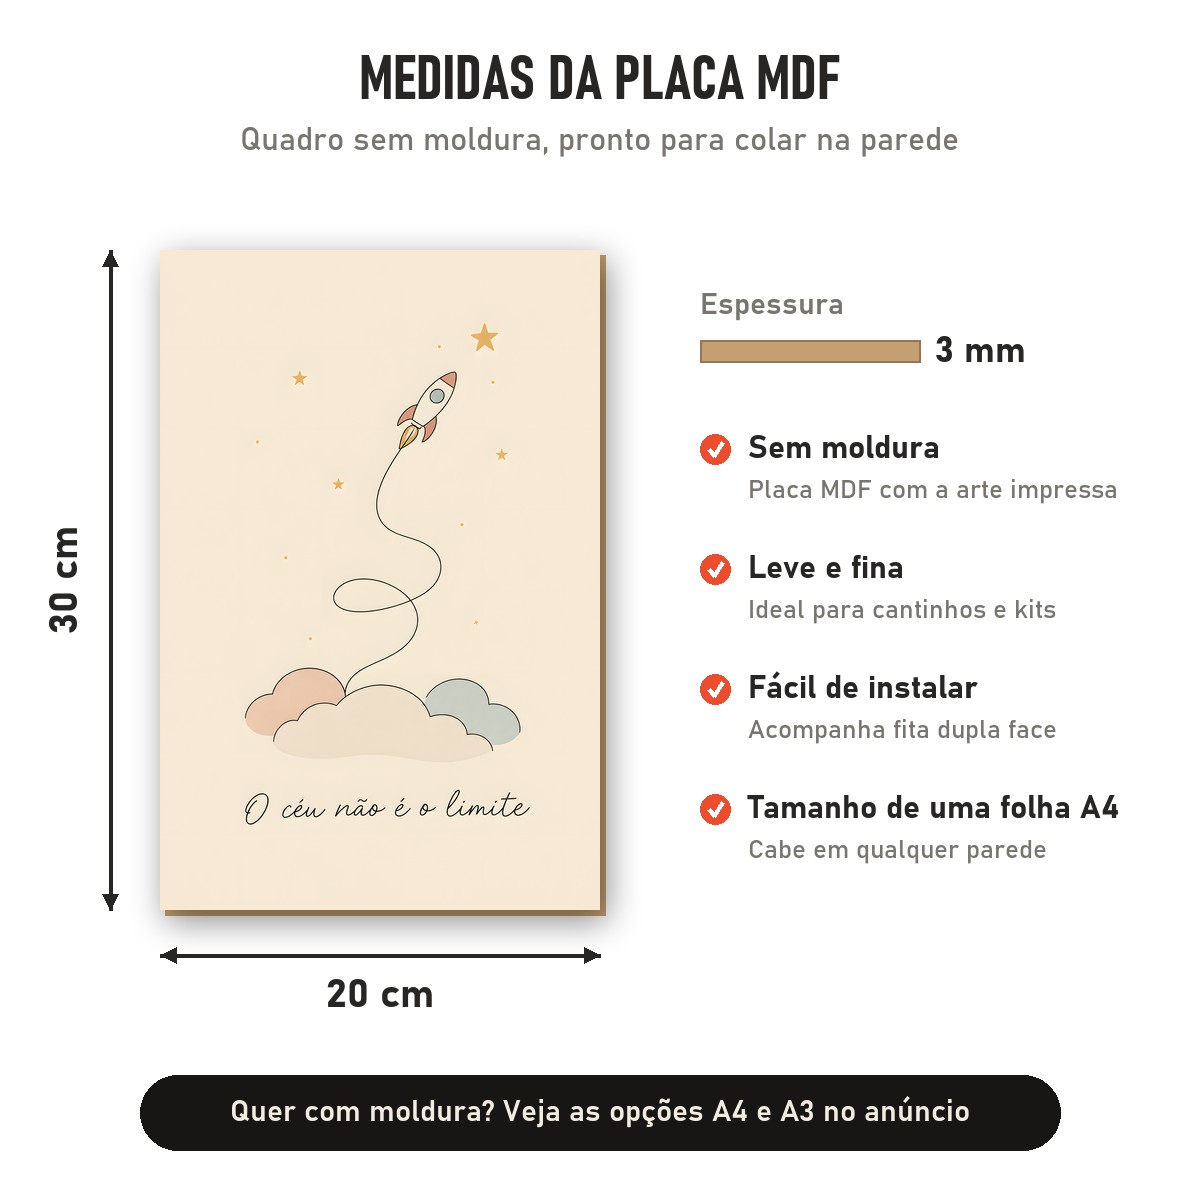 MEDIDAS DA PLACA MDF
Quadro sem moldura, pronto para colar na parede
Espessura
3 mm
Sem moldura
Placa MDF com a arte impressa
Leve e fina
Ideal para cantinhos e kits
Fácil de instalar
Acompanha fita dupla face
Tamanho de uma folha A4
Cabe em qualquer parede
30 cm
O céu não é o limite
20 cm
Quer com moldura? Veja as opções A4 e A3 no anúncio